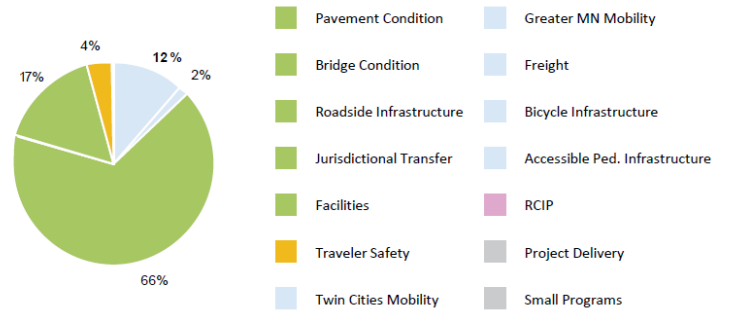 4%
12%
2%
17%
66%
Pavement Condition
Bridge Condition
Roadside Infrastructure
Jurisdictional Transfer
Facilities
Traveler Safety
Twin Cities Mobility
Greater MN Mobility
Freight
Bicycle Infrastructure
Accessible Ped. Infrastructure
RCIP
Project Delivery
Small Programs